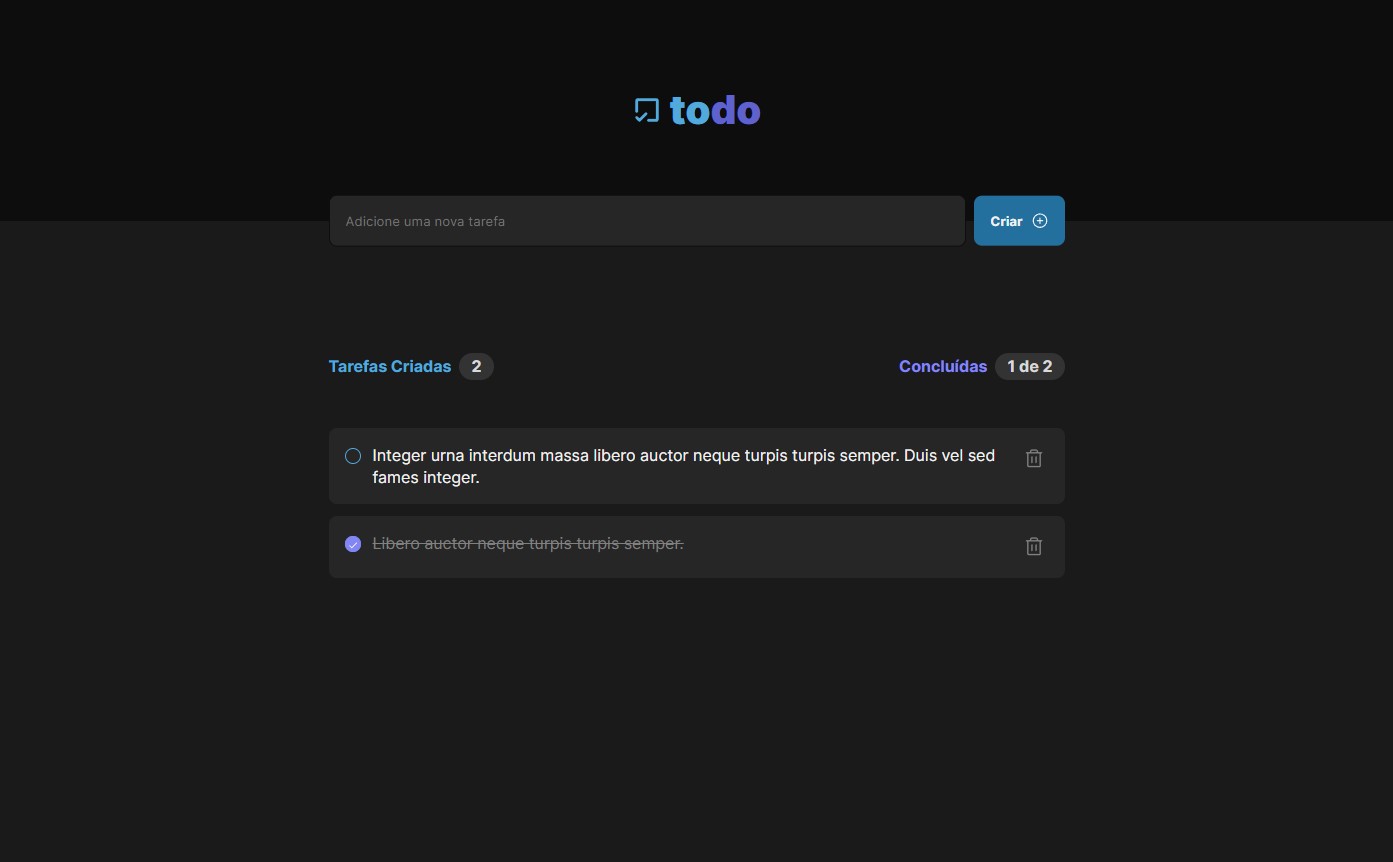 todo
Adicione uma nova tarefa
Criar
Tarefas Criadas 2
Concluídas 1 de 2
Integer urna interdum massa libero auctor neque turpis turpis semper. Duis vel sed
fames integer.
Libero auctor neque turpis turpis semper.